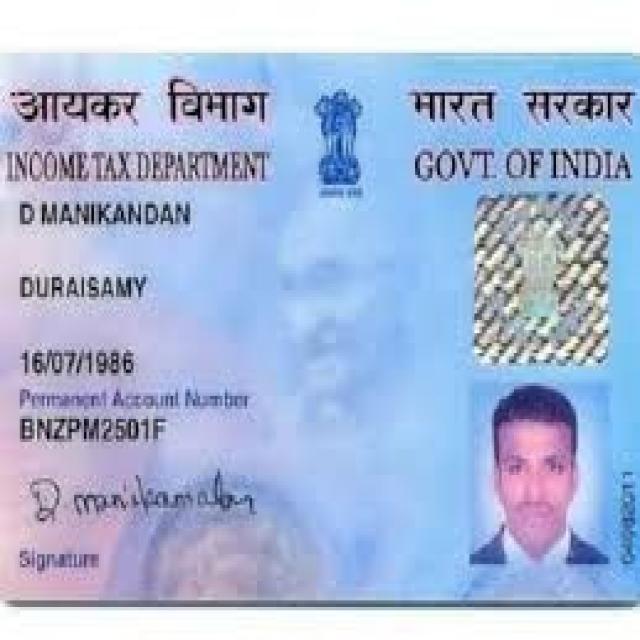 आयकर विभाग
भारत सरकार
INCOME TAX DEPARTMENT
GOVT. OF INDIA
D MANIKANDAN
DURAISAMY
16/07/1986
Permanent Account Number
BNZPM2501F
D. manikandan
Signature